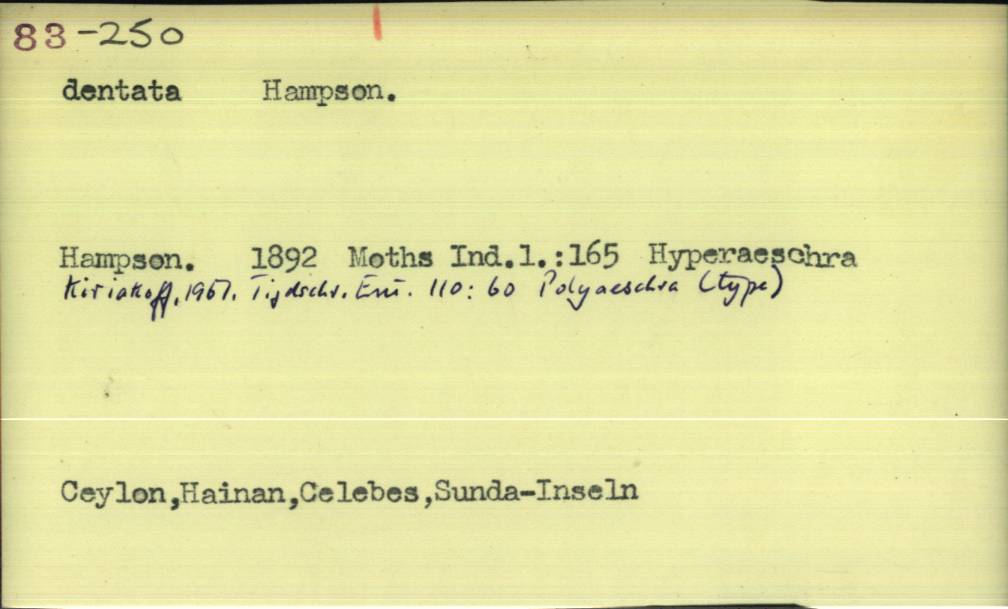 83-250
dentata Hampson.
Hampson. 1892 Moths Ind.1.:165 Hyperaeschra
Kiriakoff, 1967. Tijdschr. Ent. 110: 60 Polyaeschra (type)
Ceylon,Hainan,Celebes,Sunda-Inseln